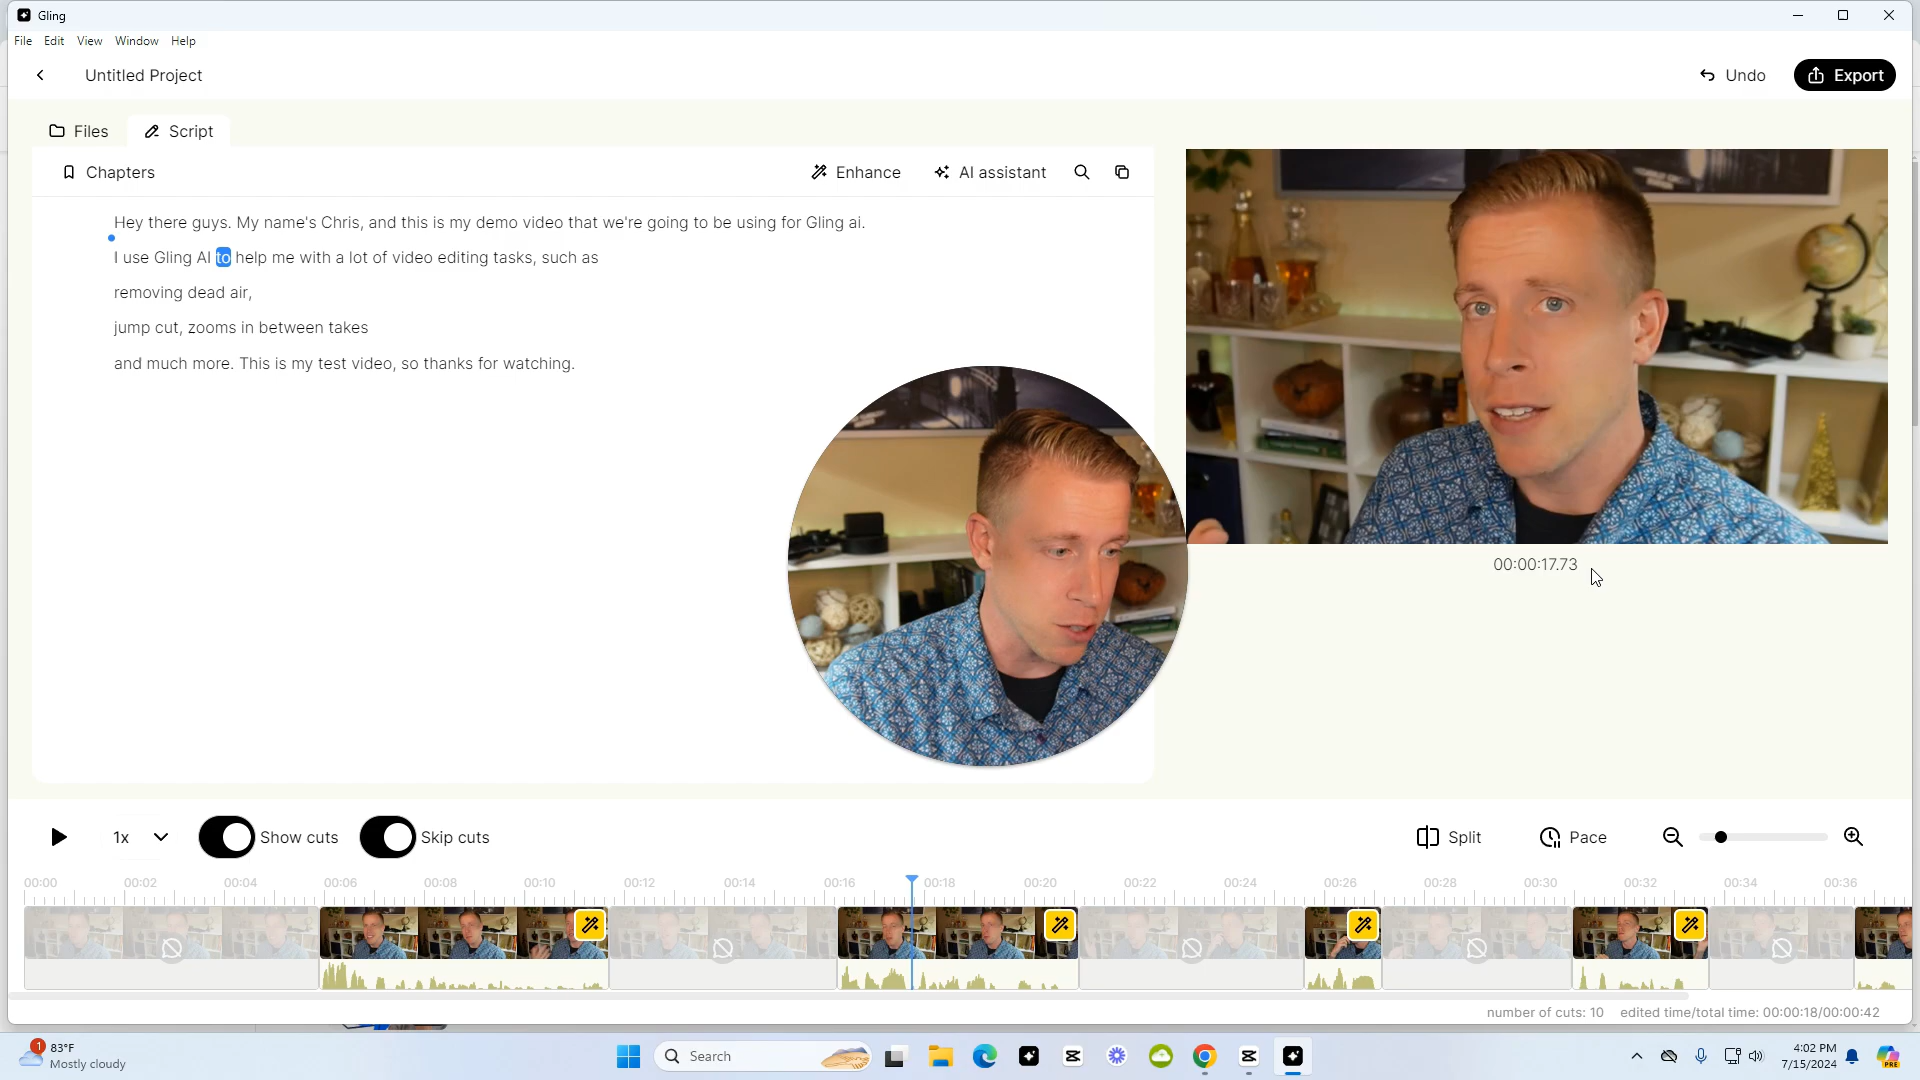 Gling
File Edit View Window Help
Untitled Project
Undo
Export
Files
Script
Chapters
Enhance
AI assistant
Hey there guys. My name's Chris, and this is my demo video that we're going to be using for Gling ai.
I use Gling AI to help me with a lot of video editing tasks, such as
removing dead air,
jump cut, zooms in between takes
and much more. This is my test video, so thanks for watching.
00:00:17.73
1x
Show cuts
Skip cuts
Split
Pace
00:00 00:02 00:04 00:06 00:08 00:10 00:12 00:14 00:16 00:18 00:20 00:22 00:24 00:26 00:28 00:30 00:32 00:34 00:36
number of cuts: 10 edited time/total time: 00:00:18/00:00:42
1
83°F
Mostly cloudy
Search
4:02 PM
7/15/2024
PRE